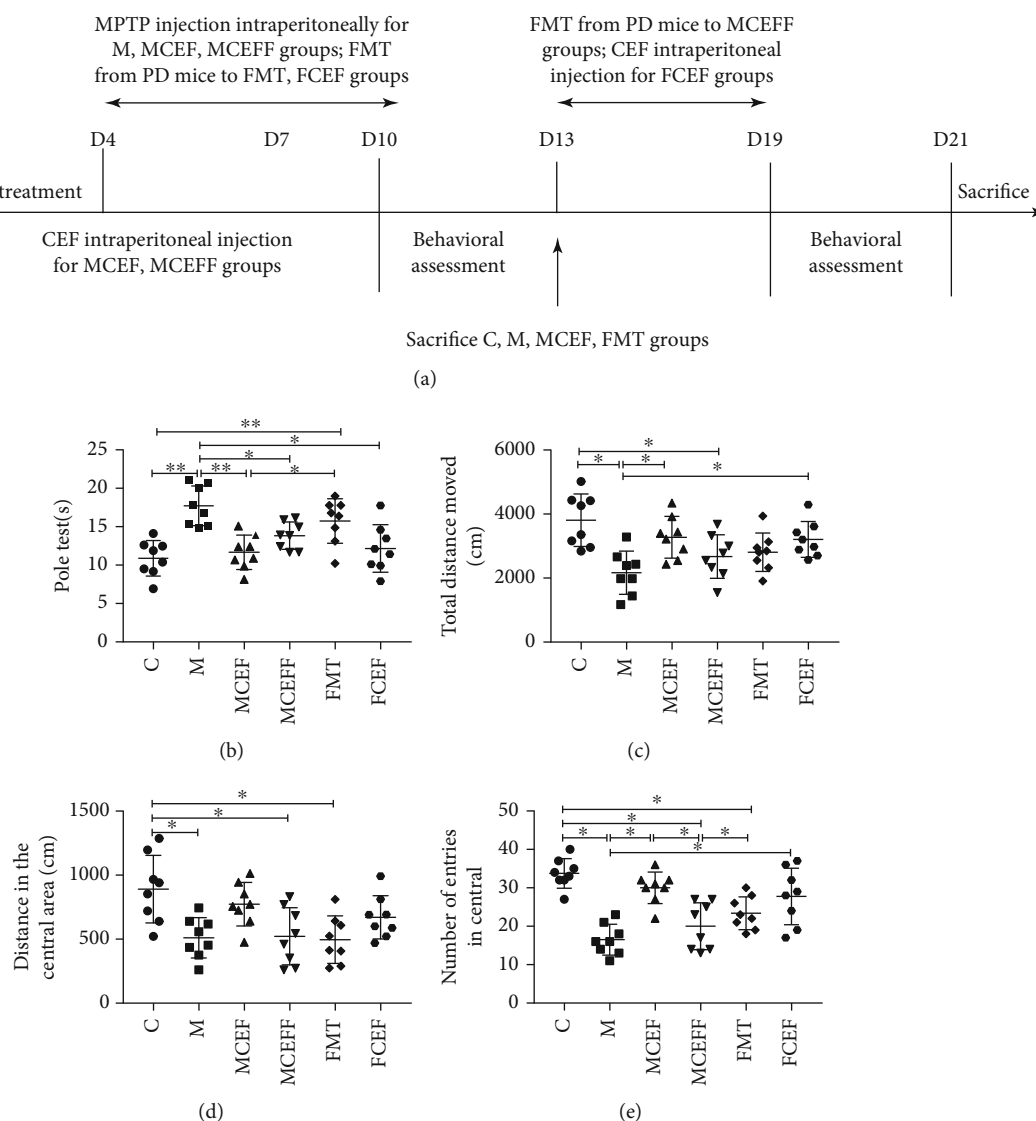 MPTP injection intraperitoneally for
M, MCEF, MCEFF groups; FMT
from PD mice to FMT, FCEF groups
FMT from PD mice to MCEFF
groups; CEF intraperitoneal
injection for FCEF groups
D4
D7
D10
D13
D19
D21
treatment
Sacrifice
CEF intraperitoneal injection
for MCEF, MCEFF groups
Behavioral
assessment
Behavioral
assessment
Sacrifice C, M, MCEF, FMT groups
(a)
Pole test(s)
25
20
15
10
5
0
**
*
*
** ** *
C
M
MCEF
MCEFF
FMT
FCEF
(b)
Total distance moved
(cm)
6000
4000
2000
0
*
* *
*
C
M
MCEF
MCEFF
FMT
FCEF
(c)
Distance in the
central area (cm)
1500
1000
500
0
*
*
*
C
M
MCEF
MCEFF
FMT
FCEF
(d)
Number of entries
in central
50
40
30
20
10
0
*
*
* * * *
*
C
M
MCEF
MCEFF
FMT
FCEF
(e)